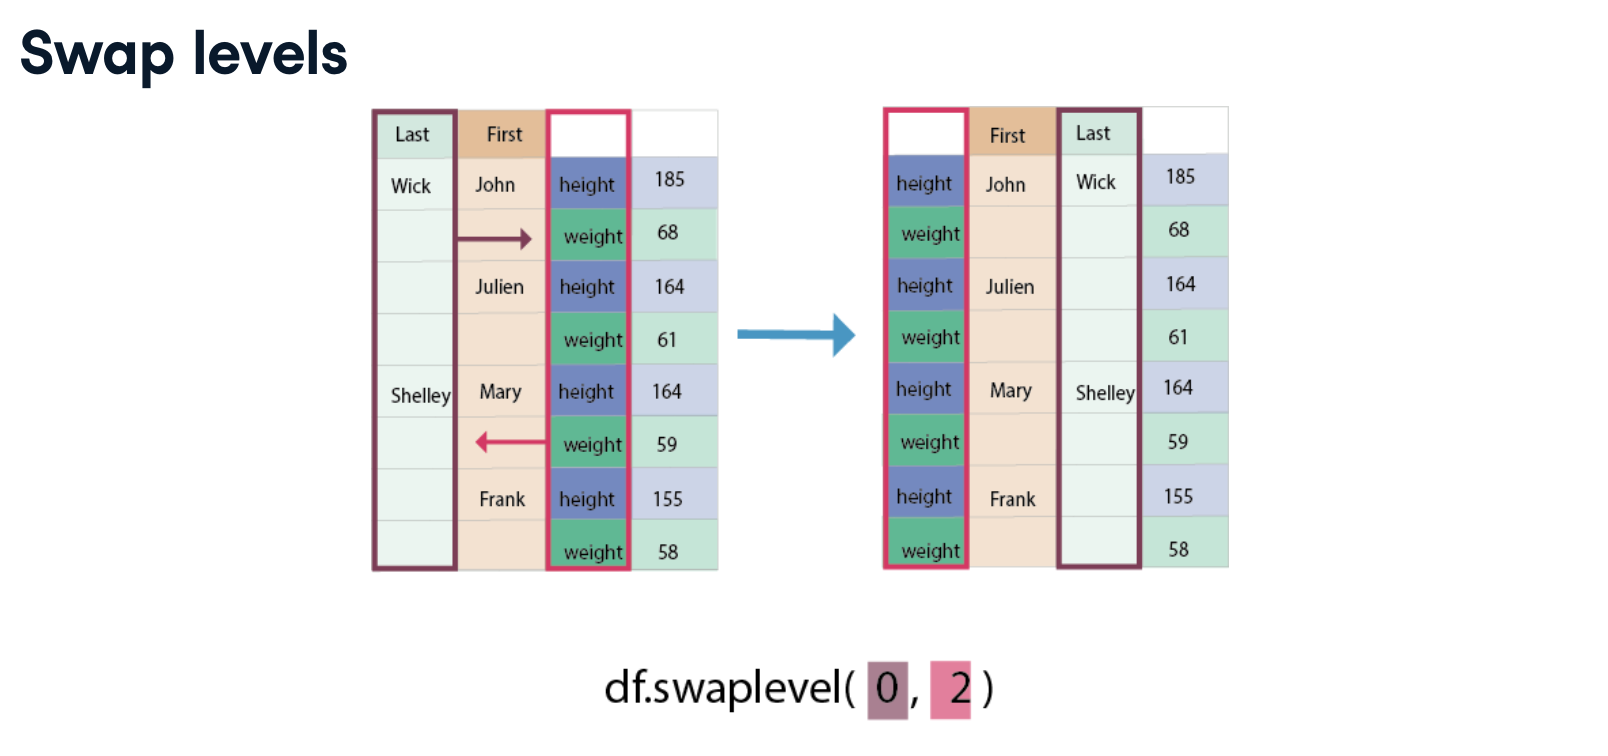 Swap levels
Last First
Wick John height 185
weight 68
Julien height 164
weight 61
Shelley Mary height 164
weight 59
Frank height 155
weight 58
First Last
height John Wick 185
weight 68
height Julien 164
weight 61
height Mary Shelley 164
weight 59
height Frank 155
weight 58
df.swaplevel( 0, 2 )